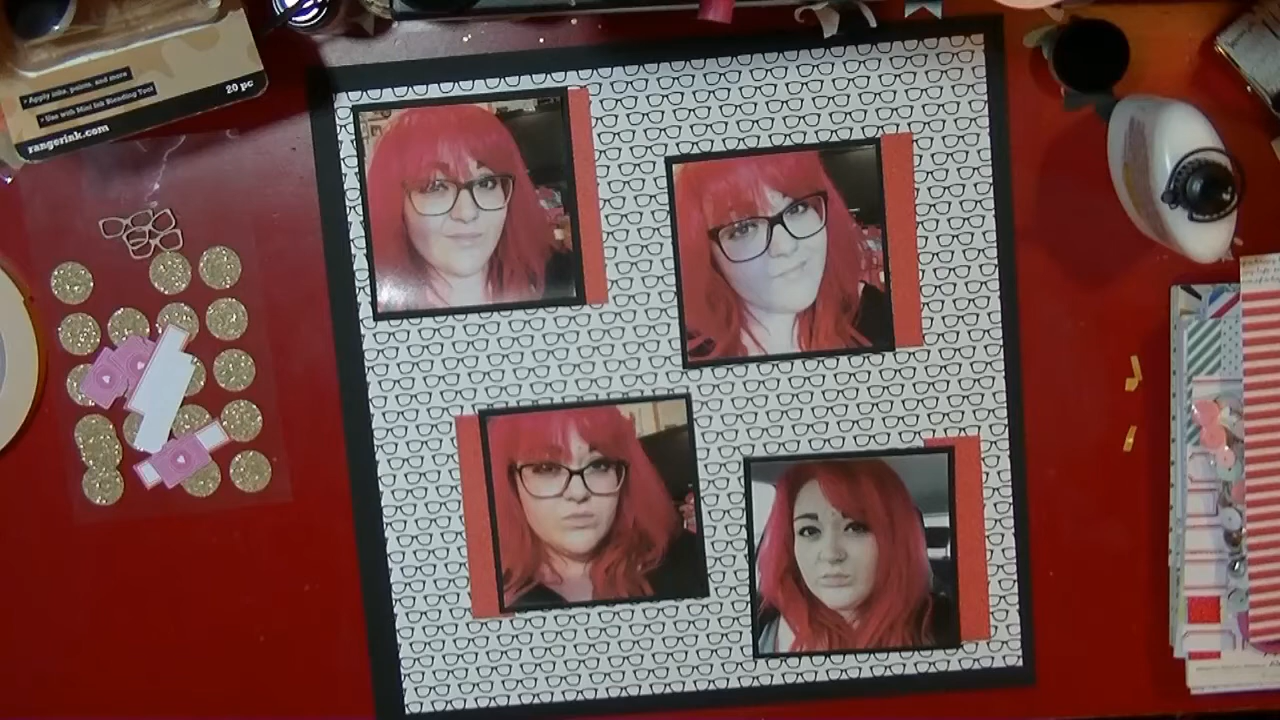 • Apply inks, paints, and more
20 pc
• Use with Mini Ink Blending Tool
rangerink.com